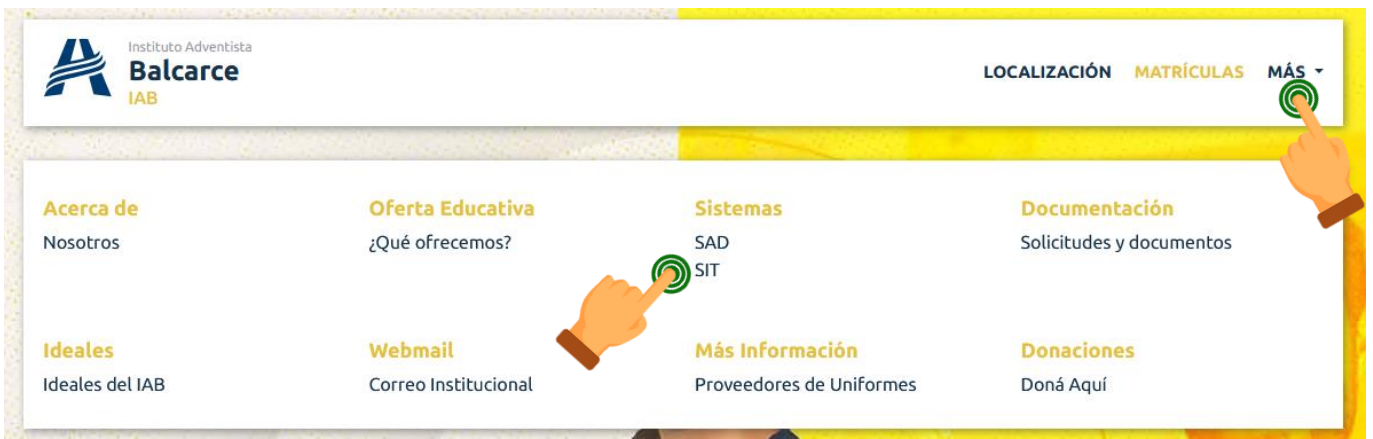 Instituto Adventista
Balcarce
IAB
LOCALIZACIÓN MATRÍCULAS MÁS
Acerca de
Nosotros
Oferta Educativa
¿Qué ofrecemos?
Sistemas
SAD
SIT
Documentación
Solicitudes y documentos
Ideales
Ideales del IAB
Webmail
Correo Institucional
Más Información
Proveedores de Uniformes
Donaciones
Doná Aquí